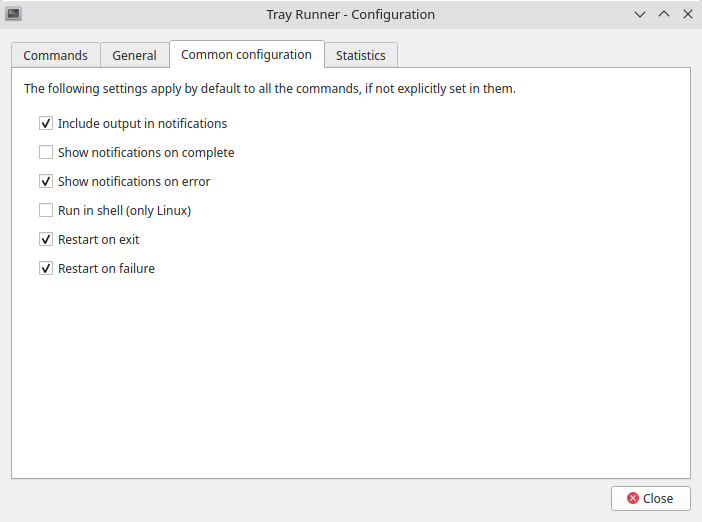 Tray Runner - Configuration
Commands
General
Common configuration
Statistics
The following settings apply by default to all the commands, if not explicitly set in them.
Include output in notifications
Show notifications on complete
Show notifications on error
Run in shell (only Linux)
Restart on exit
Restart on failure
Close